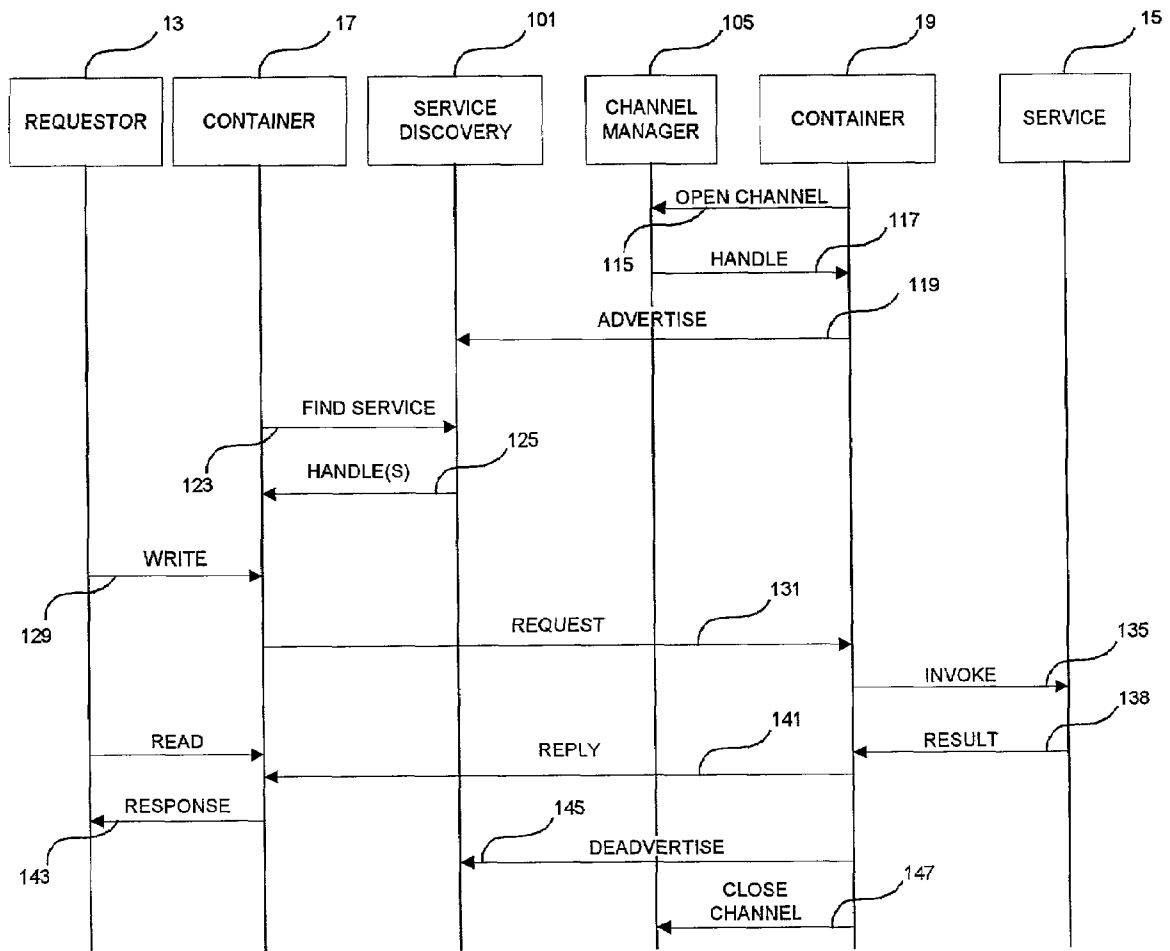 13
17
101
105
19
15
REQUESTOR
CONTAINER
SERVICE
DISCOVERY
CHANNEL
MANAGER
CONTAINER
SERVICE
OPEN CHANNEL
115
117
HANDLE
119
ADVERTISE
FIND SERVICE
123
125
HANDLE(S)
WRITE
129
131
REQUEST
135
INVOKE
138
READ
141
RESULT
REPLY
RESPONSE
143
145
DEADVERTISE
147
CLOSE
CHANNEL